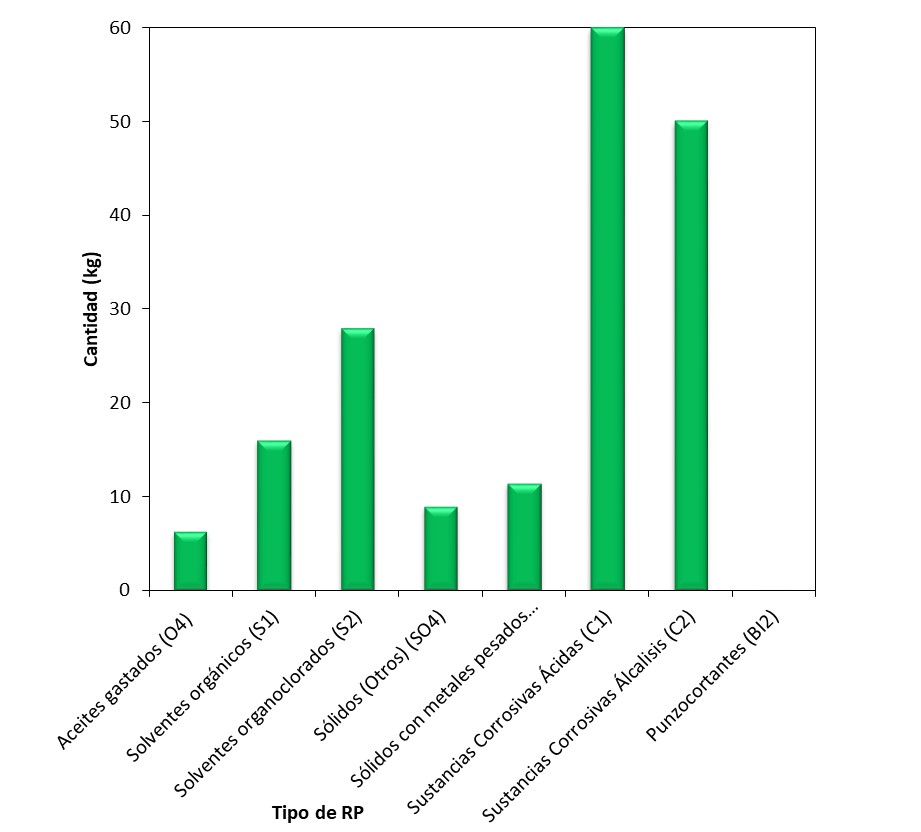 60
50
40
30
20
10
0
Cantidad (kg)
Aceites gastados (O4)
Solventes orgánicos (S1)
Solventes organoclorados (S2)
Sólidos (Otros) (SO4)
Sólidos con metales pesados...
Sustancias Corrosivas Ácidas (C1)
Sustancias Corrosivas Álcalisis (C2)
Punzocortantes (BI2)
Tipo de RP